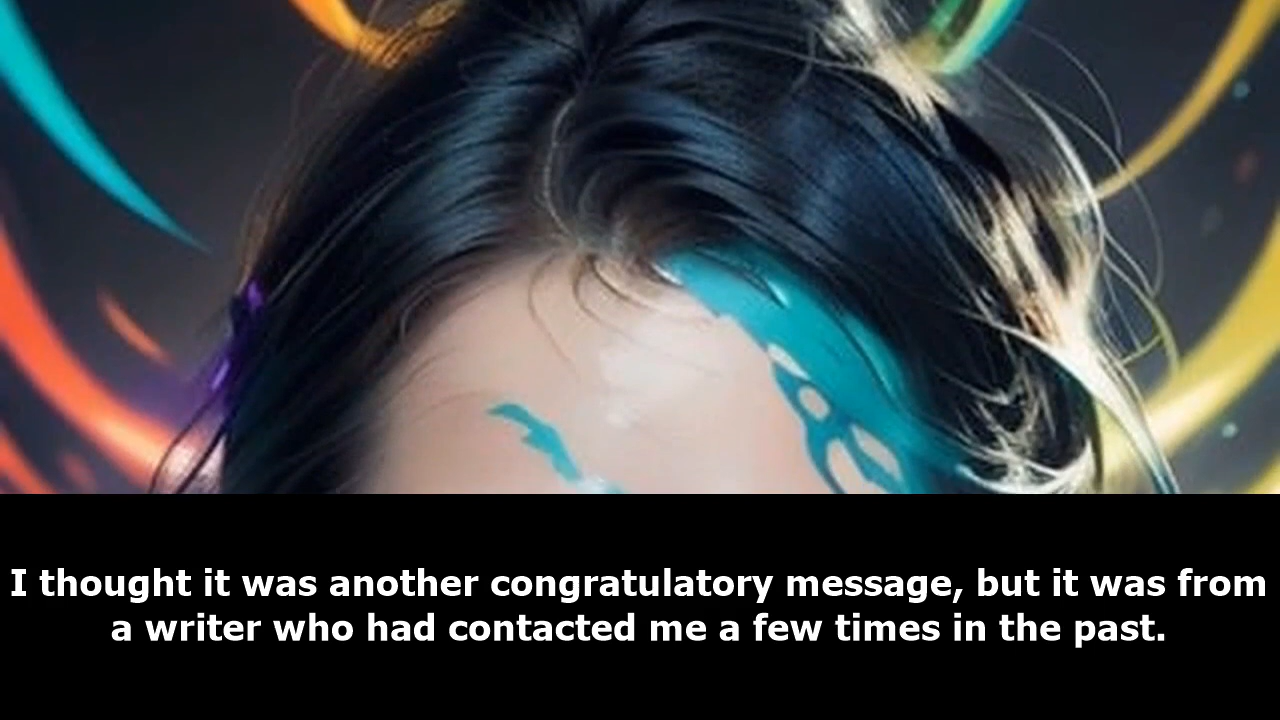 I thought it was another congratulatory message, but it was from
a writer who had contacted me a few times in the past.